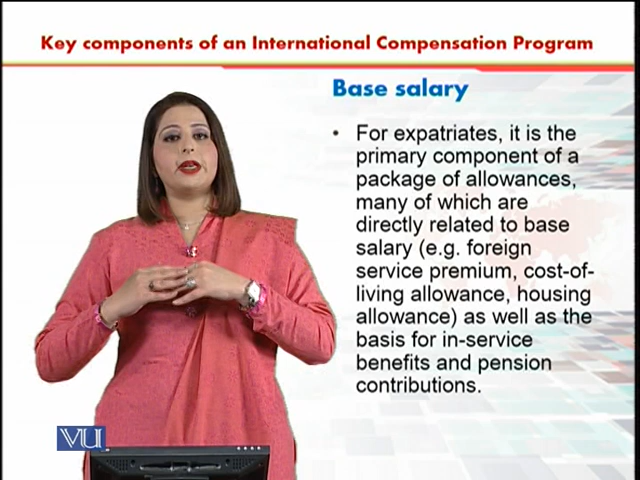 Key components of an International Compensation Program
Base salary
• For expatriates, it is the
primary component of a
package of allowances,
many of which are
directly related to base
salary (e.g. foreign
service premium, cost-of-
living allowance, housing
allowance) as well as the
basis for in-service
benefits and pension
contributions.
VU